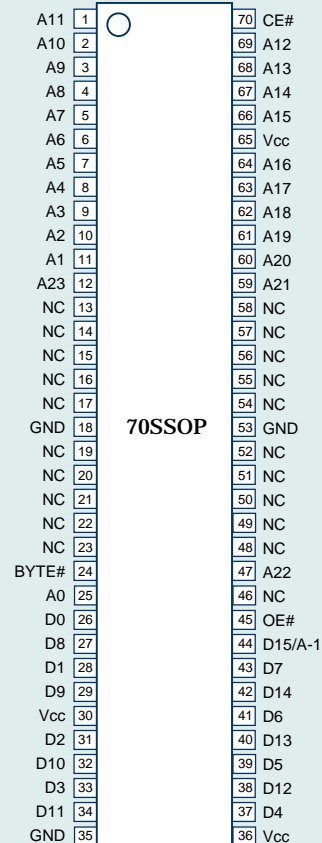 A11 1 70 CE#
A10 2 69 A12
A9 3 68 A13
A8 4 67 A14
A7 5 66 A15
A6 6 65 Vcc
A5 7 64 A16
A4 8 63 A17
A3 9 62 A18
A2 10 61 A19
A1 11 60 A20
A23 12 59 A21
NC 13 58 NC
NC 14 57 NC
NC 15 56 NC
NC 16 55 NC
NC 17 54 NC
GND 18 70SSOP 53 GND
NC 19 52 NC
NC 20 51 NC
NC 21 50 NC
NC 22 49 NC
NC 23 48 NC
BYTE# 24 47 A22
A0 25 46 NC
D0 26 45 OE#
D8 27 44 D15/A-1
D1 28 43 D7
D9 29 42 D14
Vcc 30 41 D6
D2 31 40 D13
D10 32 39 D5
D3 33 38 D12
D11 34 37 D4
GND 35 36 Vcc